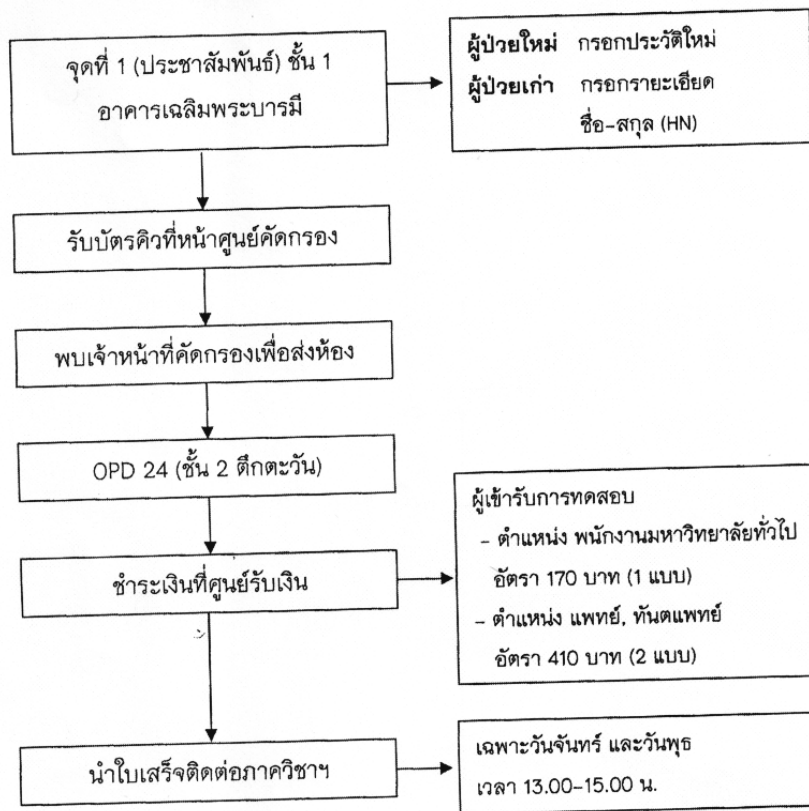 จุดที่ 1 (ประชาสัมพันธ์) ชั้น 1
อาคารเฉลิมพระบารมี
ผู้ป่วยใหม่ กรอกประวัติใหม่
ผู้ป่วยเก่า กรอกรายะเอียด
ชื่อ-สกุล (HN)
รับบัตรคิวที่หน้าศูนย์คัดกรอง
พบเจ้าหน้าที่คัดกรองเพื่อส่งห้อง
OPD 24 (ชั้น 2 ตึกตะวัน)
ชำระเงินที่ศูนย์รับเงิน
ผู้เข้ารับการทดสอบ
- ตำแหน่ง พนักงานมหาวิทยาลัยทั่วไป
อัตรา 170 บาท (1 แบบ)
- ตำแหน่ง แพทย์, ทันตแพทย์
อัตรา 410 บาท (2 แบบ)
นำใบเสร็จติดต่อภาควิชาฯ
เฉพาะวันจันทร์ และวันพุธ
เวลา 13.00-15.00 น.